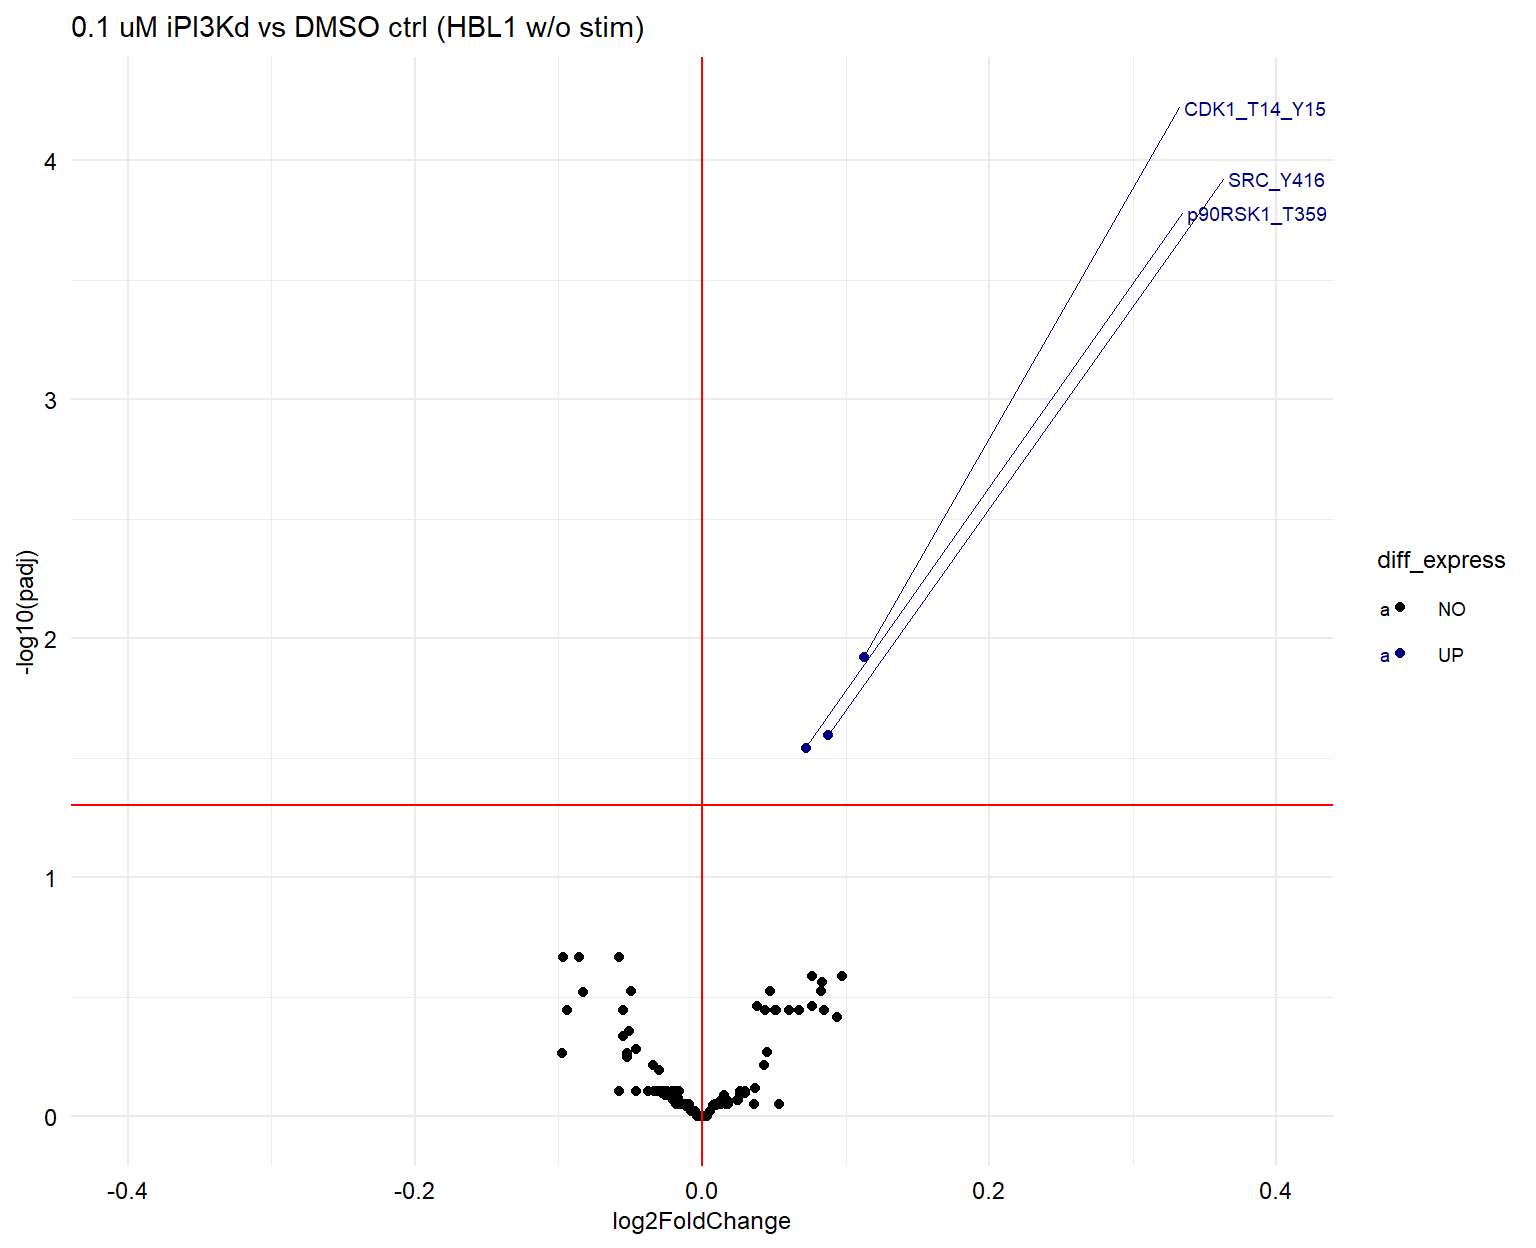 0.1 uM iPI3Kd vs DMSO ctrl (HBL1 w/o stim)
CDK1_T14_Y15
SRC_Y416
p90RSK1_T359
4
3
2
1
0
-log10(padj)
-0.4
-0.2
0.0
0.2
0.4
log2FoldChange
diff_express
a NO
a UP